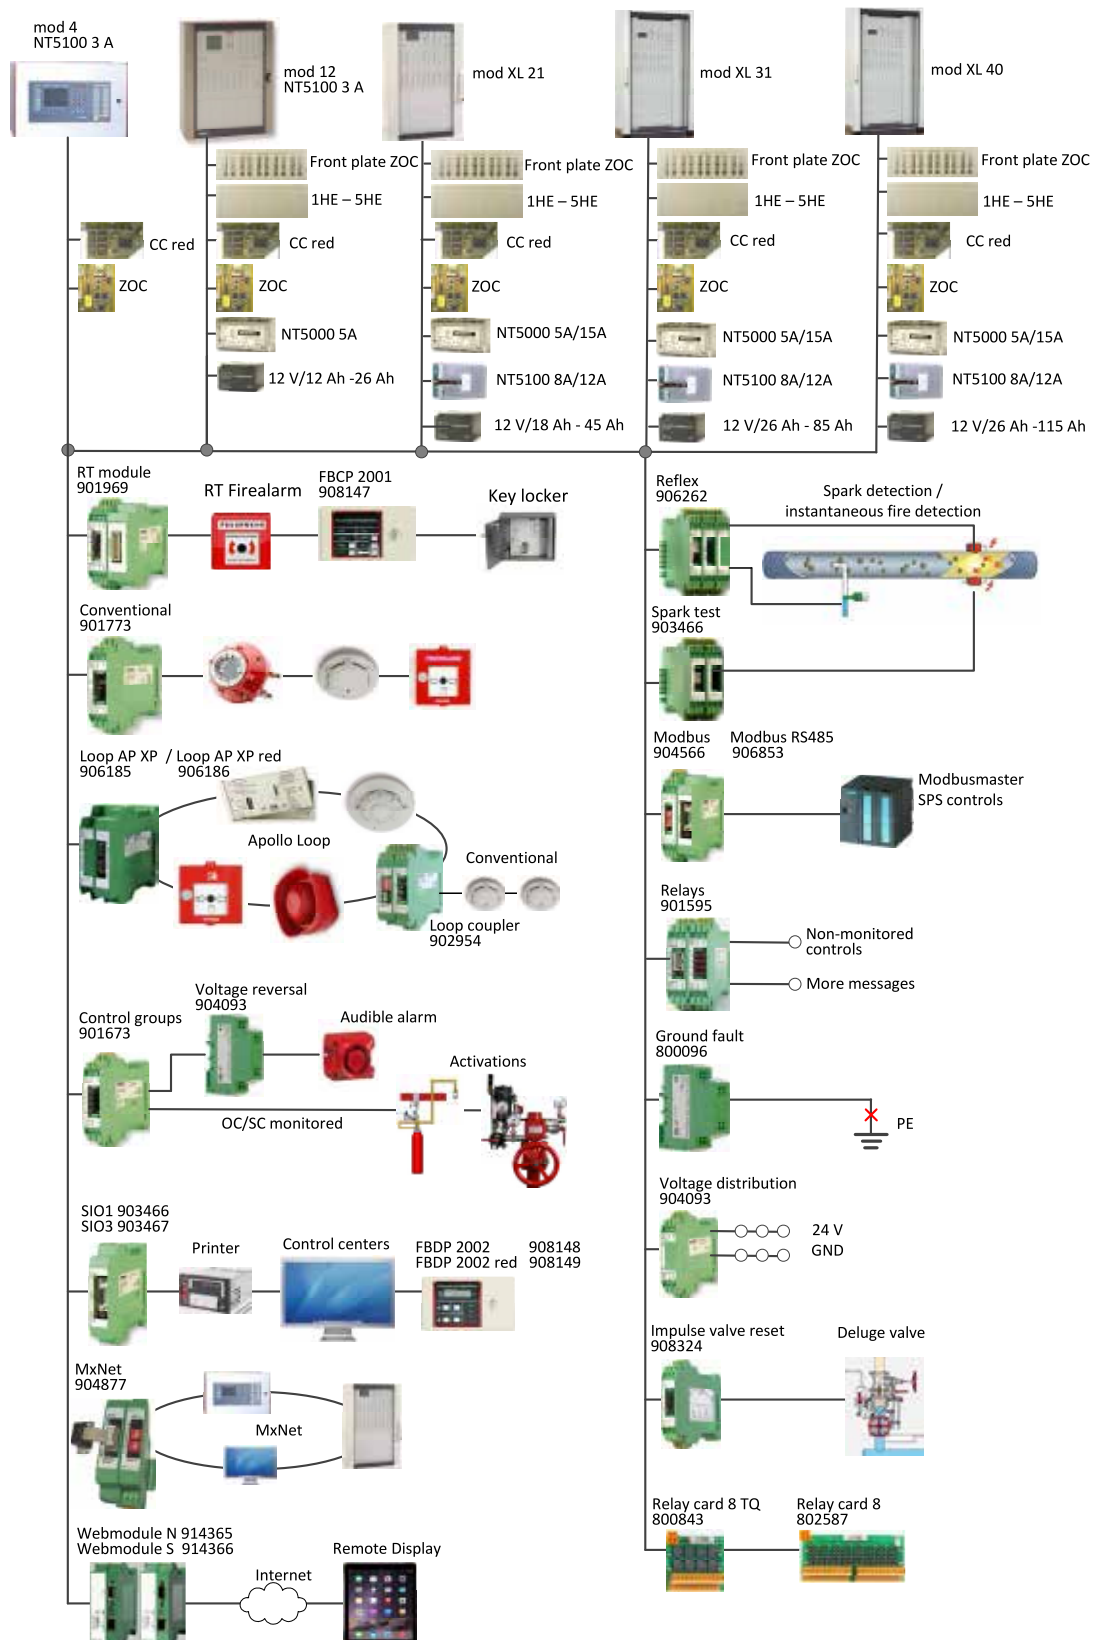 mod 4
NT5100 3 A
mod 12
NT5100 3 A
mod XL 21
mod XL 31
mod XL 40
Front plate ZOC
Front plate ZOC
Front plate ZOC
Front plate ZOC
1HE – 5HE
1HE – 5HE
1HE – 5HE
1HE – 5HE
CC red
CC red
CC red
CC red
CC red
ZOC
ZOC
ZOC
ZOC
ZOC
NT5000 5A
NT5000 5A/15A
NT5000 5A/15A
NT5000 5A/15A
12 V/12 Ah -26 Ah
NT5100 8A/12A
NT5100 8A/12A
NT5100 8A/12A
12 V/18 Ah - 45 Ah
12 V/26 Ah - 85 Ah
12 V/26 Ah -115 Ah
RT module
901969
RT Firealarm
FBCP 2001
908147
Key locker
Conventional
901773
Loop AP XP / Loop AP XP red
906185 906186
Apollo Loop
Conventional
Loop coupler
902954
Control groups
901673
Voltage reversal
904093
Audible alarm
Activations
OC/SC monitored
SIO1 903466
SIO3 903467
Printer
Control centers
FBDP 2002 908148
FBDP 2002 red 908149
MxNet
904877
MxNet
Webmodule N 914365
Webmodule S 914366
Internet
Remote Display
Reflex
906262
Spark detection /
instantaneous fire detection
Spark test
903466
Modbus Modbus RS485
904566 906853
Modbusmaster
SPS controls
Relays
901595
Non-monitored
controls
More messages
Ground fault
800096
PE
Voltage distribution
904093
24 V
GND
Impulse valve reset
908324
Deluge valve
Relay card 8 TQ
800843
Relay card 8
802587